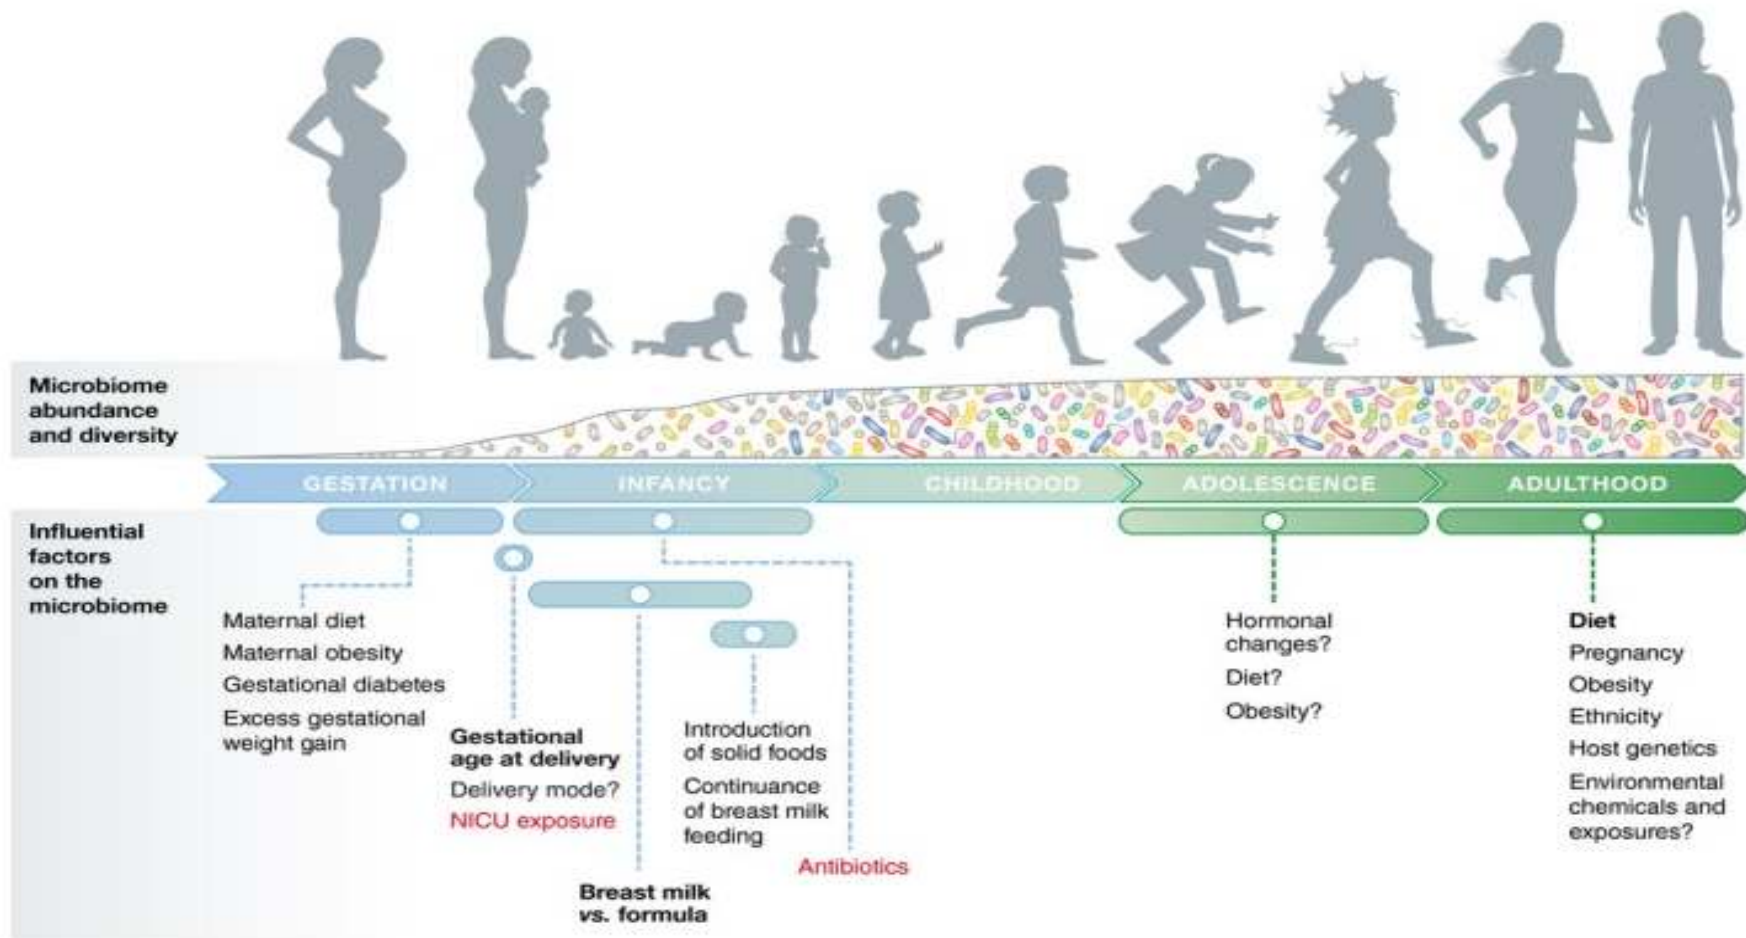 Microbiome
abundance
and diversity
GESTATION
INFANCY
CHILDHOOD
ADOLESCENCE
ADULTHOOD
Influential
factors
on the
microbiome
Maternal diet
Maternal obesity
Gestational diabetes
Excess gestational
weight gain
Gestational
age at delivery
Delivery mode?
NICU exposure
Breast milk
vs. formula
Introduction
of solid foods
Continuance
of breast milk
feeding
Antibiotics
Hormonal
changes?
Diet?
Obesity?
Diet
Pregnancy
Obesity
Ethnicity
Host genetics
Environmental
chemicals and
exposures?